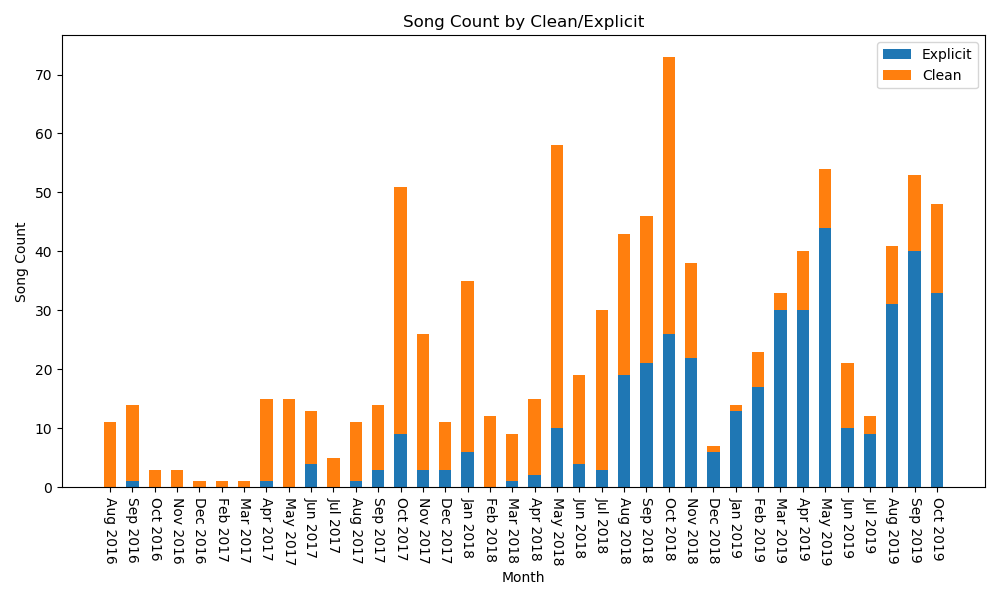 Song Count by Clean/Explicit
Explicit
Clean
Song Count
70
60
50
40
30
20
10
0
Aug 2016
Sep 2016
Oct 2016
Nov 2016
Dec 2016
Feb 2017
Mar 2017
Apr 2017
May 2017
Jun 2017
Jul 2017
Aug 2017
Sep 2017
Oct 2017
Nov 2017
Dec 2017
Jan 2018
Feb 2018
Mar 2018
Apr 2018
May 2018
Jun 2018
Jul 2018
Aug 2018
Sep 2018
Oct 2018
Nov 2018
Dec 2018
Jan 2019
Feb 2019
Mar 2019
Apr 2019
May 2019
Jun 2019
Jul 2019
Aug 2019
Sep 2019
Oct 2019
Month